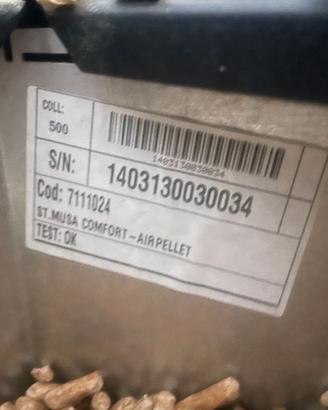 COLL:
500
1403130030034
S/N:
1403130030034
Cod: 7111024
ST.MUSA COMFORT-AIRPELLET
TEST: OK